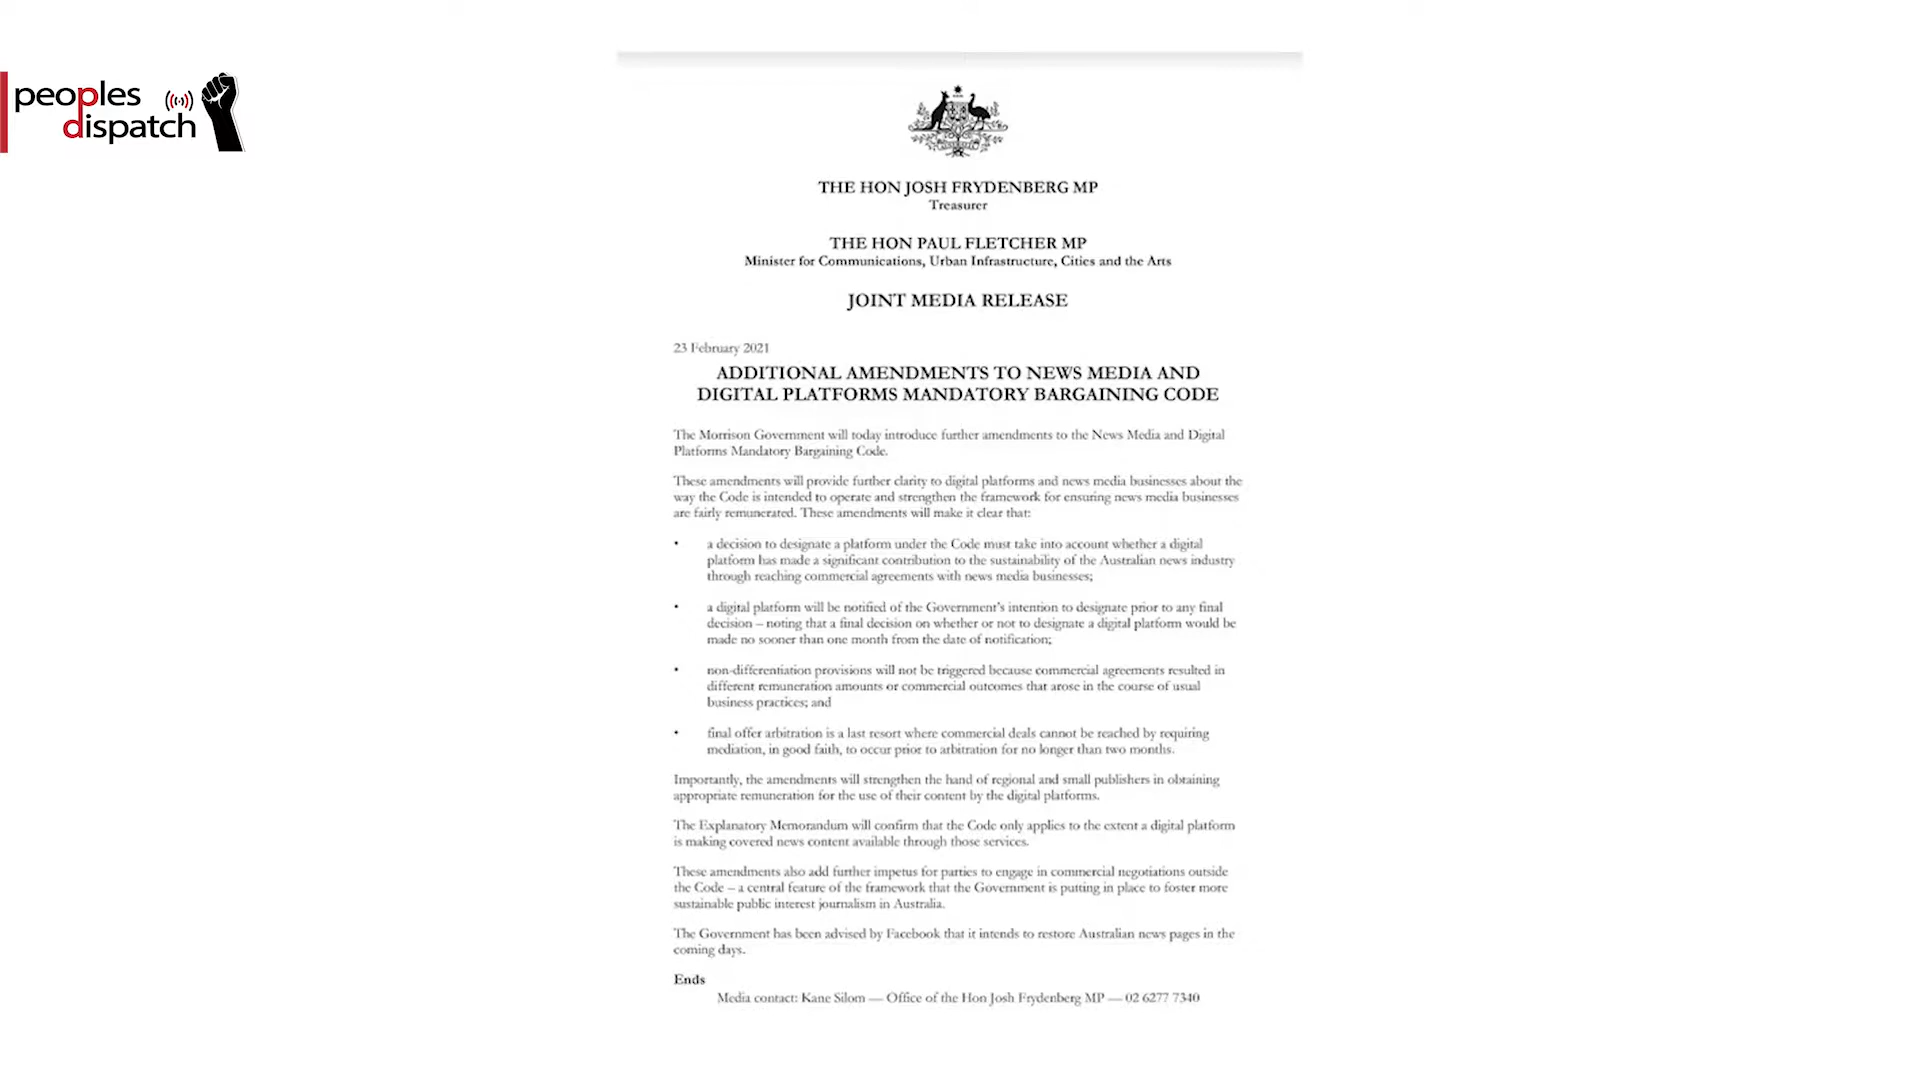 peoples
dispatch
THE HON JOSH FRYDENBERG MP
Treasurer
THE HON PAUL FLETCHER MP
Minister for Communications, Urban Infrastructure, Cities and the Arts
JOINT MEDIA RELEASE
23 February 2021
ADDITIONAL AMENDMENTS TO NEWS MEDIA AND
DIGITAL PLATFORMS MANDATORY BARGAINING CODE
The Morrison Government will today introduce further amendments to the News Media and Digital
Platforms Mandatory Bargaining Code.
These amendments will provide further clarity to digital platforms and news media businesses about the
way the Code is intended to operate and strengthen the framework for ensuring news media businesses
are fairly remunerated. These amendments will make it clear that:
• a decision to designate a platform under the Code must take into account whether a digital
platform has made a significant contribution to the sustainability of the Australian news industry
through reaching commercial agreements with news media businesses;
• a digital platform will be notified of the Government's intention to designate prior to any final
decision – noting that a final decision on whether or not to designate a digital platform would be
made no sooner than one month from the date of notification;
• non-differentiation provisions will not be triggered because commercial agreements resulted in
different remuneration amounts or commercial outcomes that arose in the course of usual
business practices; and
• final offer arbitration is a last resort where commercial deals cannot be reached by requiring
mediation, in good faith, to occur prior to arbitration for no longer than two months.
Importantly, the amendments will strengthen the hand of regional and small publishers in obtaining
appropriate remuneration for the use of their content by the digital platforms.
The Explanatory Memorandum will confirm that the Code only applies to the extent a digital platform
is making covered news content available through those services.
These amendments also add further impetus for parties to engage in commercial negotiations outside
the Code – a central feature of the framework that the Government is putting in place to foster more
sustainable public interest journalism in Australia.
The Government has been advised by Facebook that it intends to restore Australian news pages in the
coming days.
Ends
Media contact: Kane Silom — Office of the Hon Josh Frydenberg MP — 02 6277 7340